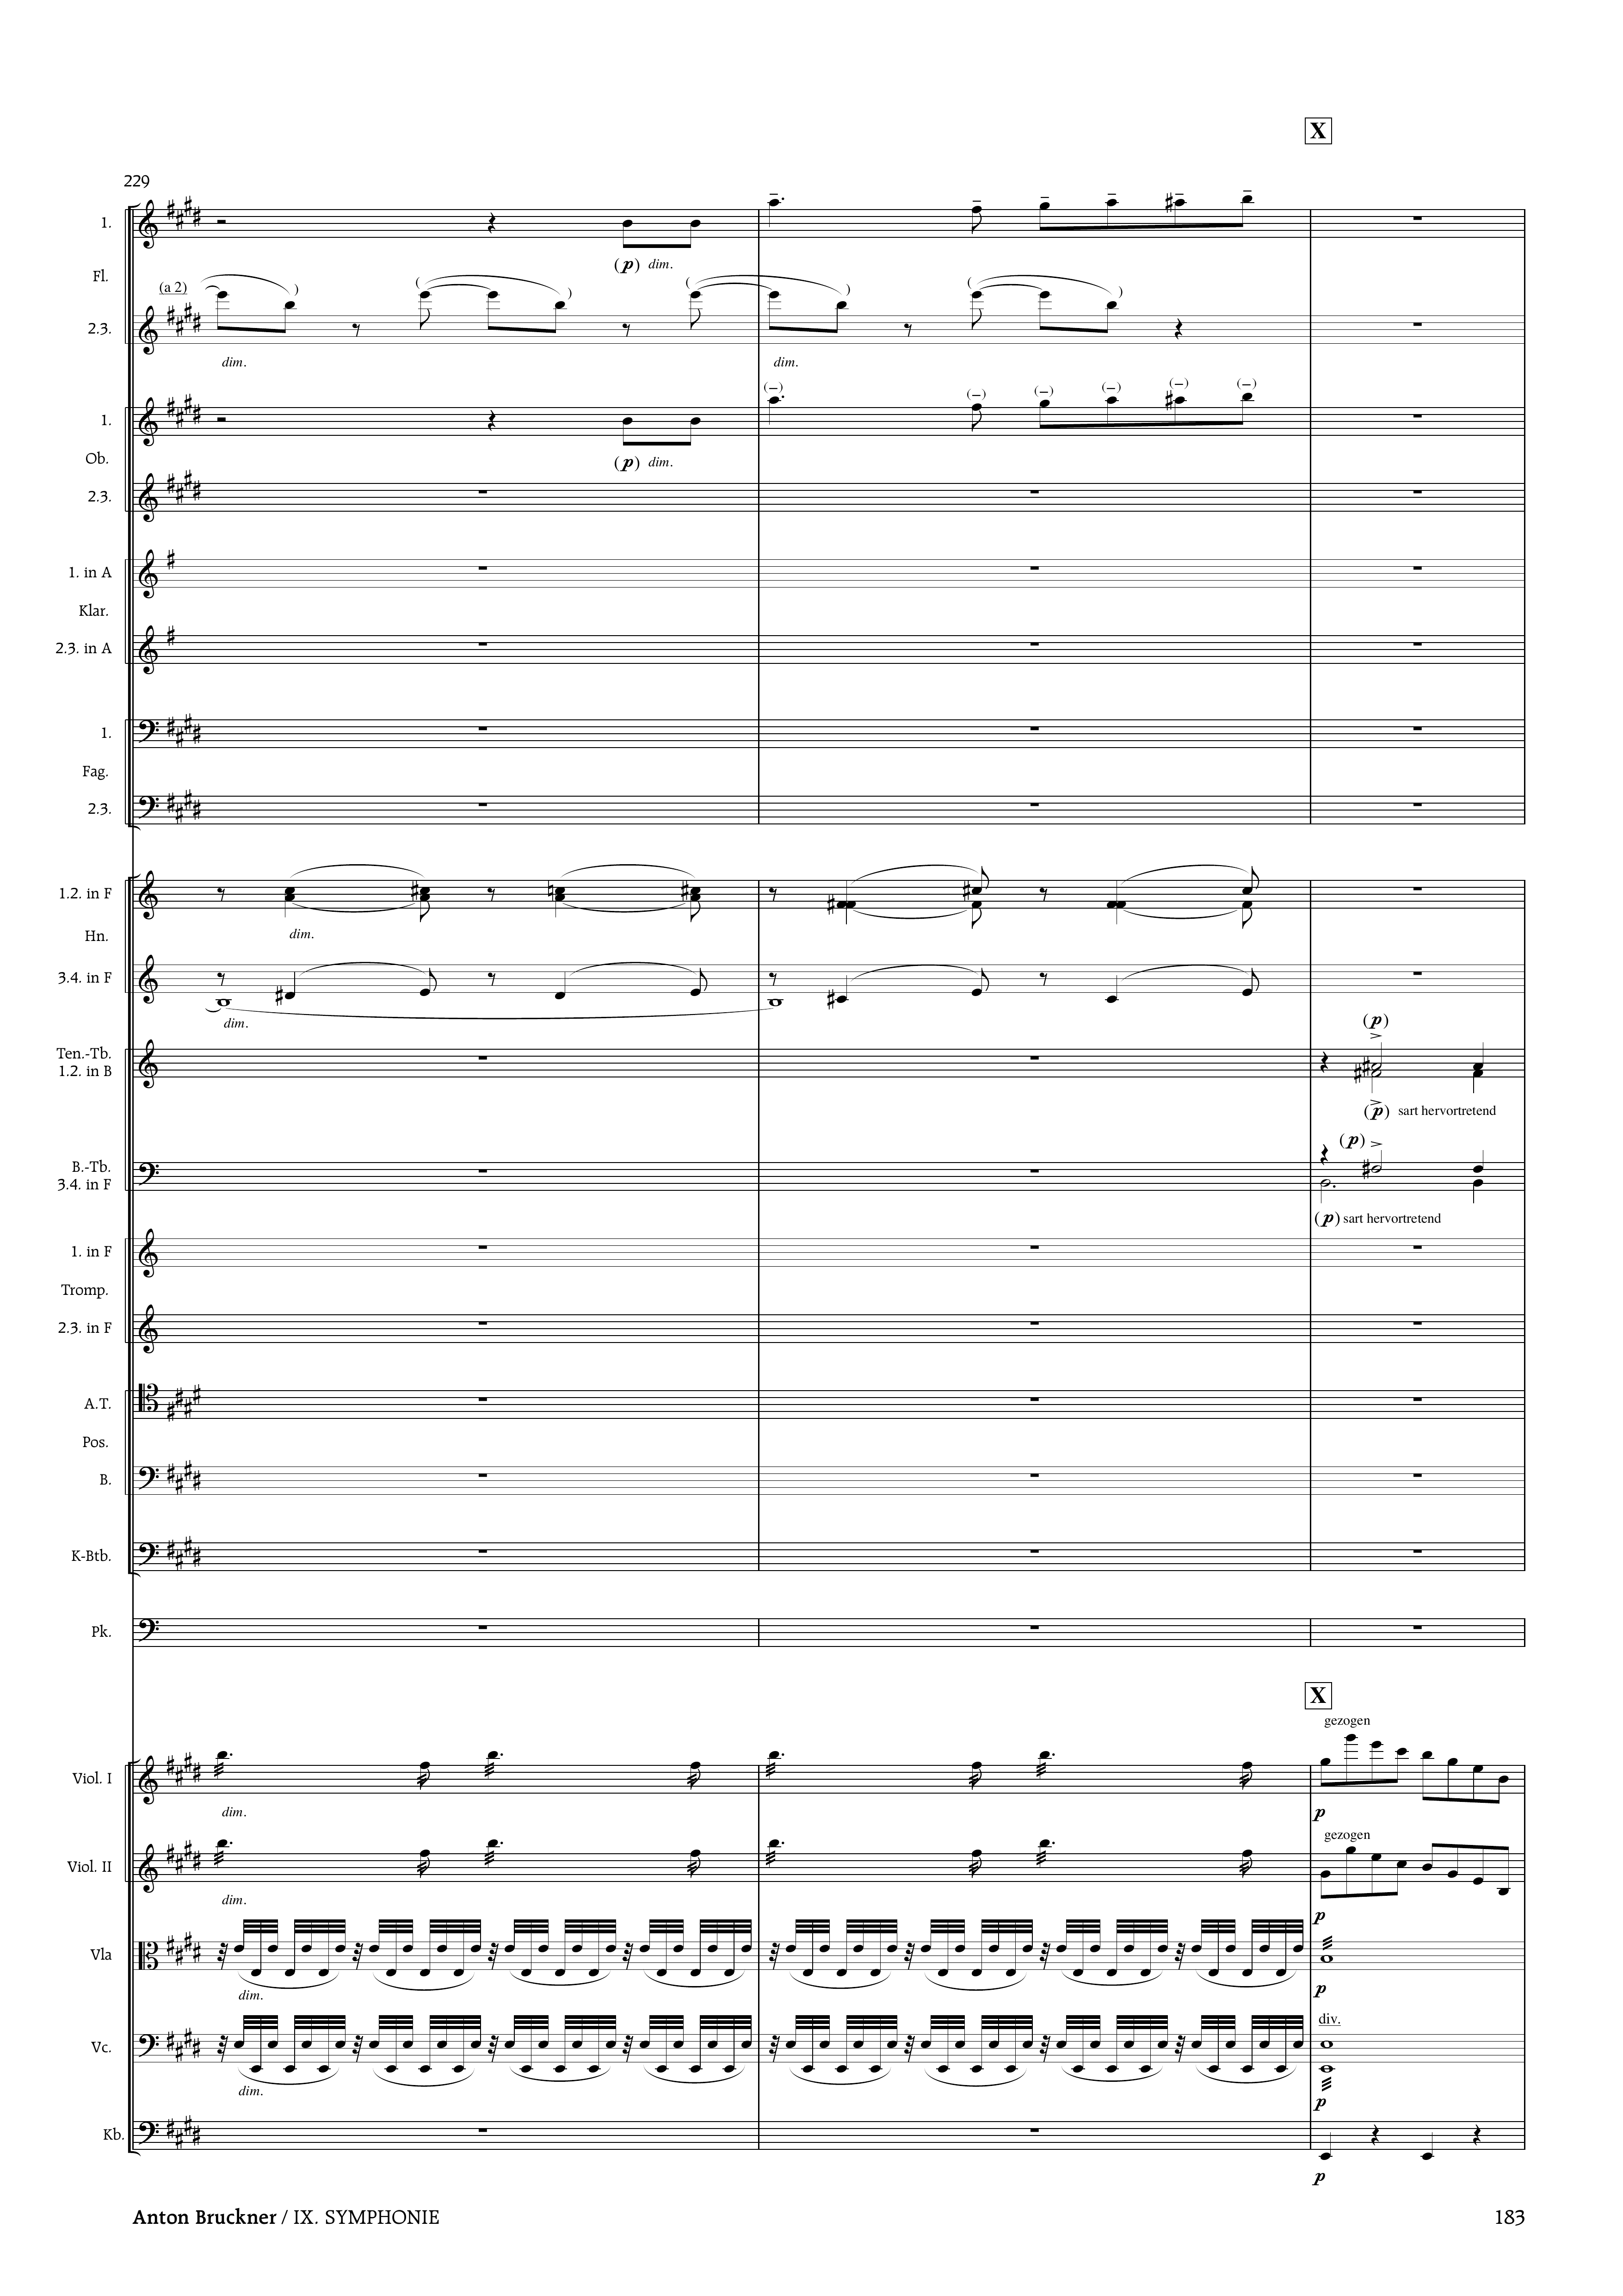 X
229
1.
(p) dim.
Fl.
(a 2)
2.3.
dim.
dim.
1.
(p) dim.
Ob.
2.3.
1. in A
Klar.
2.3. in A
1.
Fag.
2.3.
1.2. in F
dim.
Hn.
3.4. in F
dim.
(p)
Ten.-Tb.
1.2. in B
(p) sart hervortretend
(p)
B.-Tb.
3.4. in F
(p) sart hervortretend
1. in F
Tromp.
2.3. in F
A.T.
Pos.
B.
K-Btb.
Pk.
X
gezogen
Viol. I
dim.
p
gezogen
Viol. II
dim.
p
Vla
dim.
p
div.
Vc.
dim.
p
Kb.
p
Anton Bruckner / IX. SYMPHONIE
183